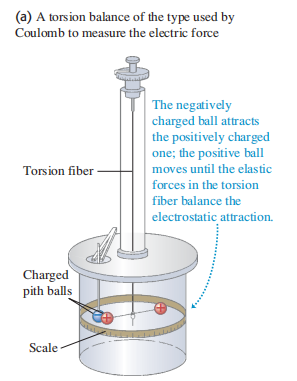 (a) A torsion balance of the type used by
Coulomb to measure the electric force
The negatively
charged ball attracts
the positively charged
one; the positive ball
moves until the elastic
forces in the torsion
fiber balance the
electrostatic attraction.
Torsion fiber
Charged
pith balls
Scale